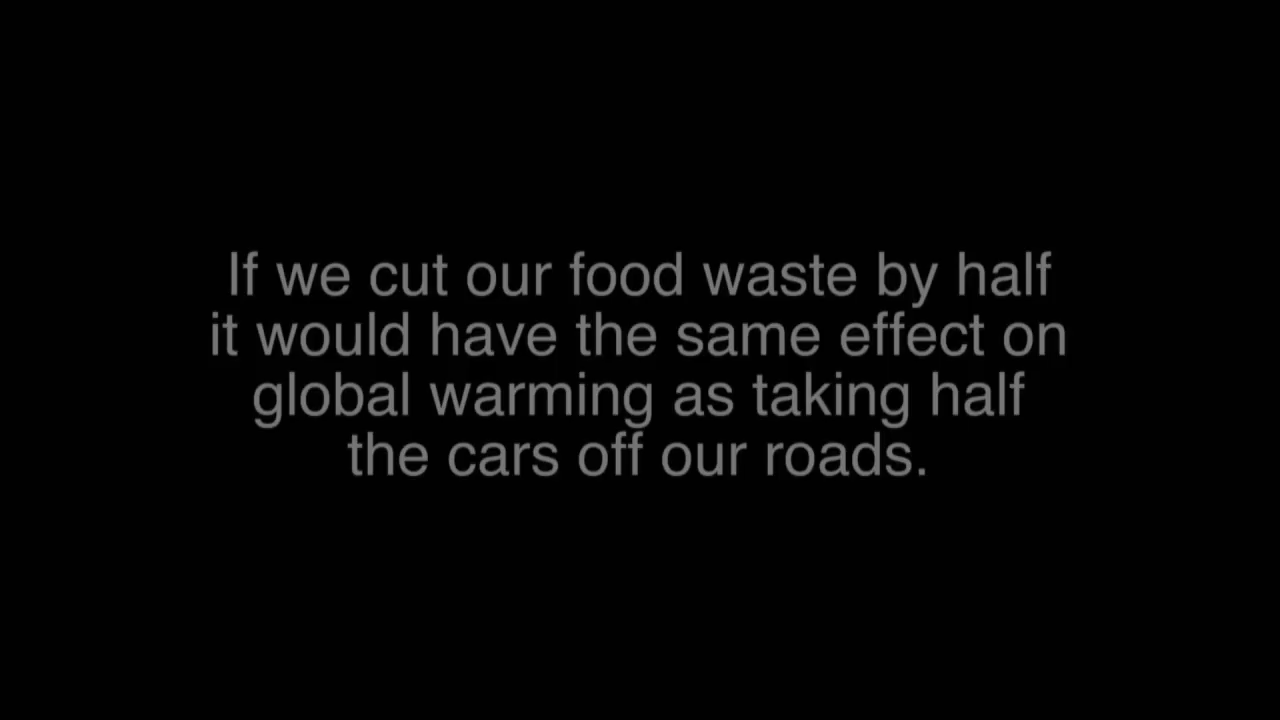 If we cut our food waste by half
it would have the same effect on
global warming as taking half
the cars off our roads.